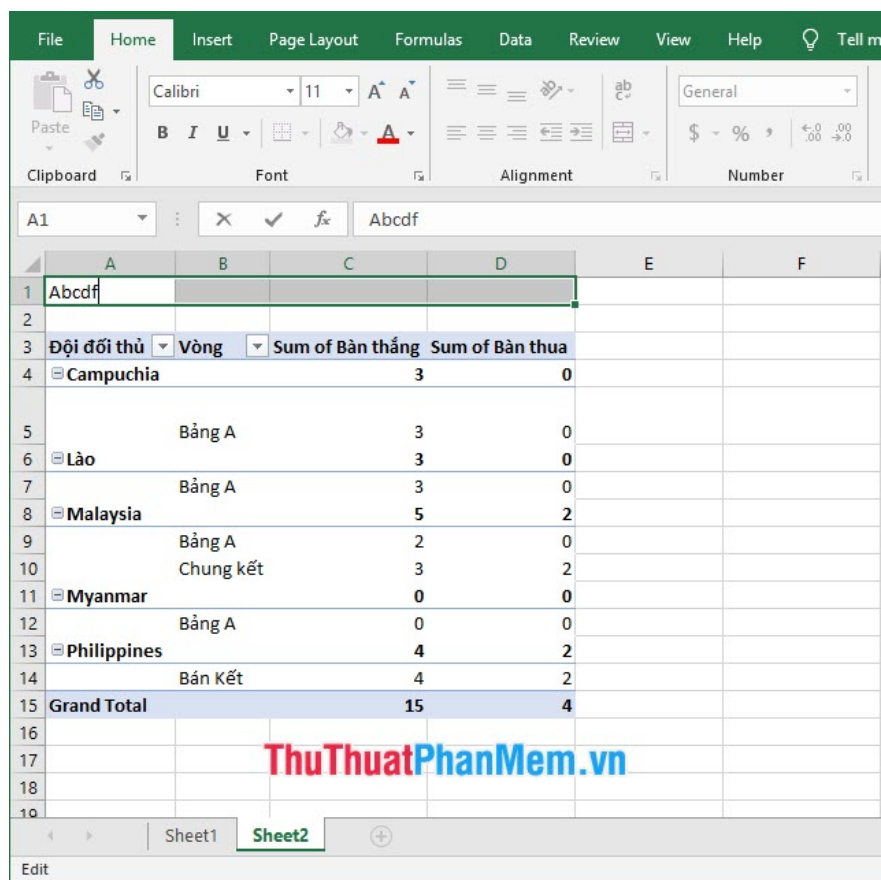 File Home Insert Page Layout Formulas Data Review View Help Tell m
Calibri 11 A A ab
General
Paste
B I U A $ % , .00 .0
Clipboard Font Alignment Number
A1 fx Abcdf
A B C D E F
1 Abcdf
2
3 Đội đối thủ Vòng Sum of Bàn thắng Sum of Bàn thua
4 Campuchia 3 0
5 Bảng A 3 0
6 Lào 3 0
7 Bảng A 3 0
8 Malaysia 5 2
9 Bảng A 2 0
10 Chung kết 3 2
11 Myanmar 0 0
12 Bảng A 0 0
13 Philippines 4 2
14 Bán Kết 4 2
15 Grand Total 15 4
16
17 ThuThuatPhanMem.vn
18
19
Sheet1 Sheet2
Edit